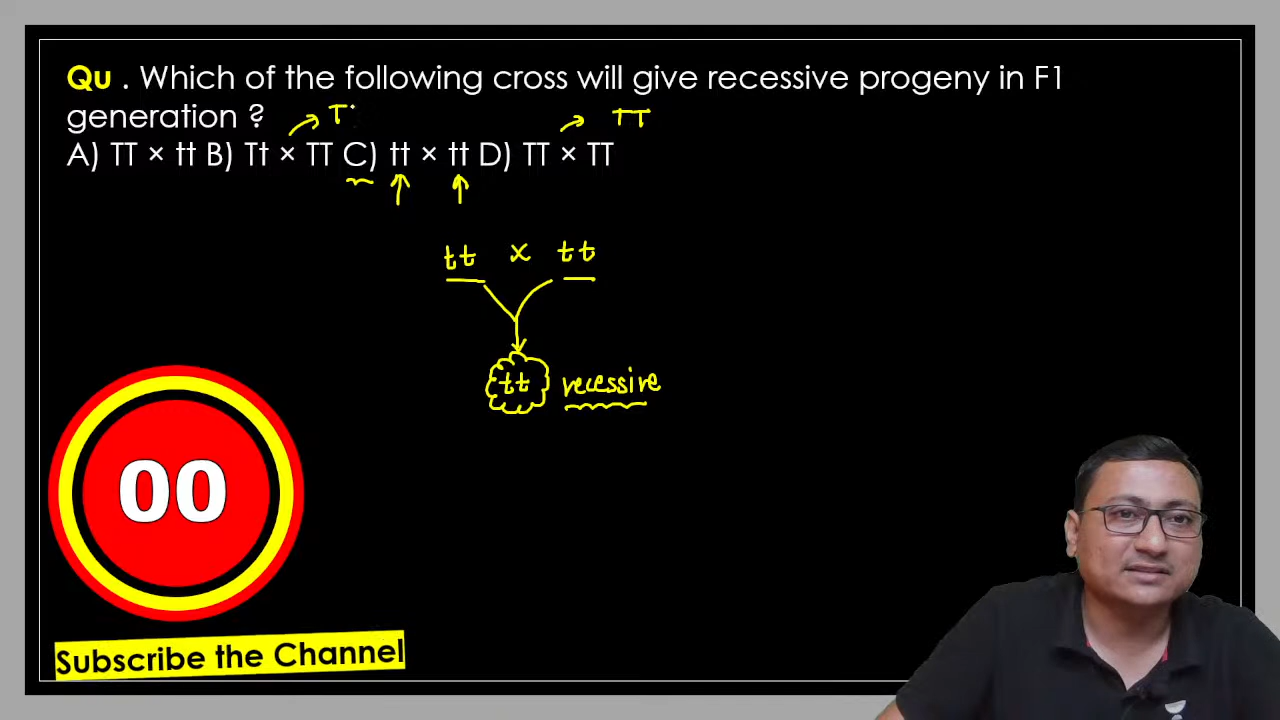 Qu . Which of the following cross will give recessive progeny in F1
generation ?
T TT
A) TT × tt B) Tt × TT C) tt × tt D) TT × TT
tt x tt
tt recessive
00
Subscribe the Channel